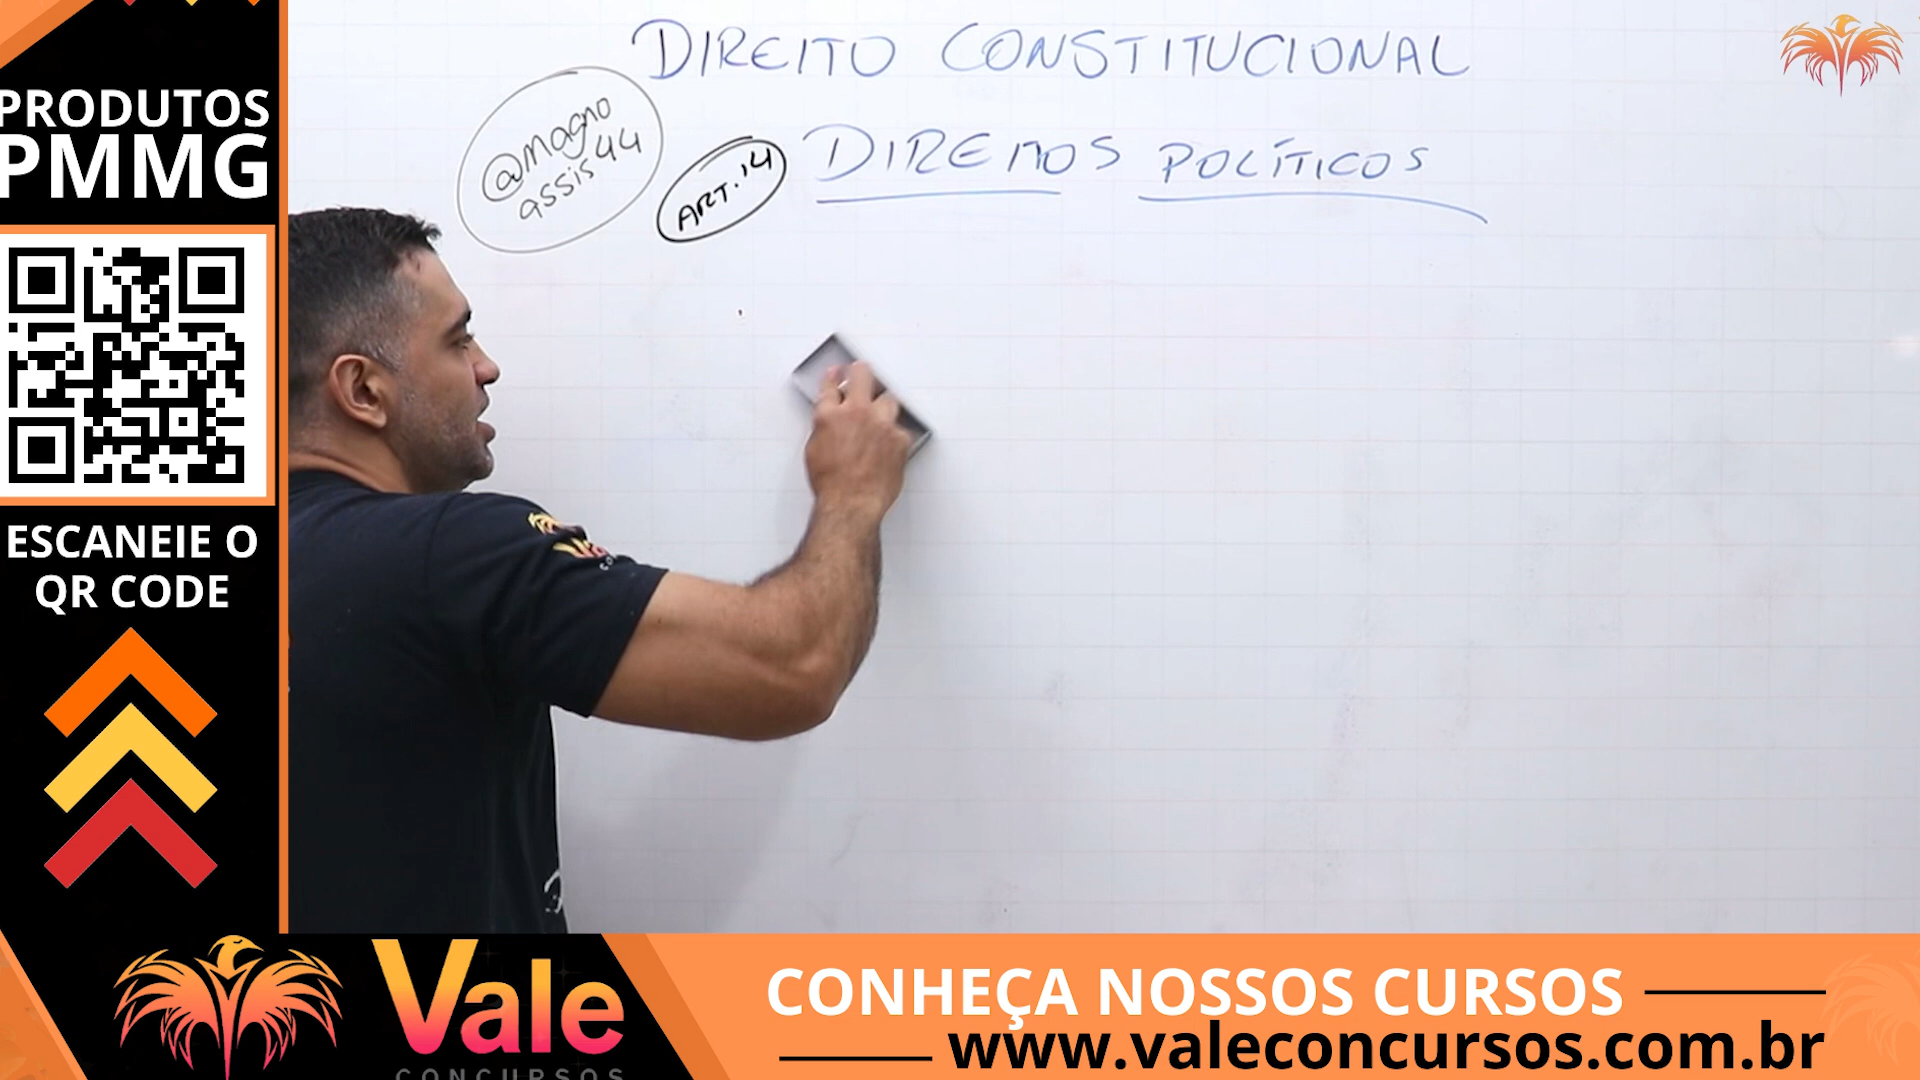 PRODUTOS
PMMG
ESCANEIE O
QR CODE
DIREITO CONSTITUCIONAL
@magno
assis44
ART. 14
DIREITOS POLÍTICOS
Vale
CONCURSOS
CONHEÇA NOSSOS CURSOS
www.valeconcursos.com.br